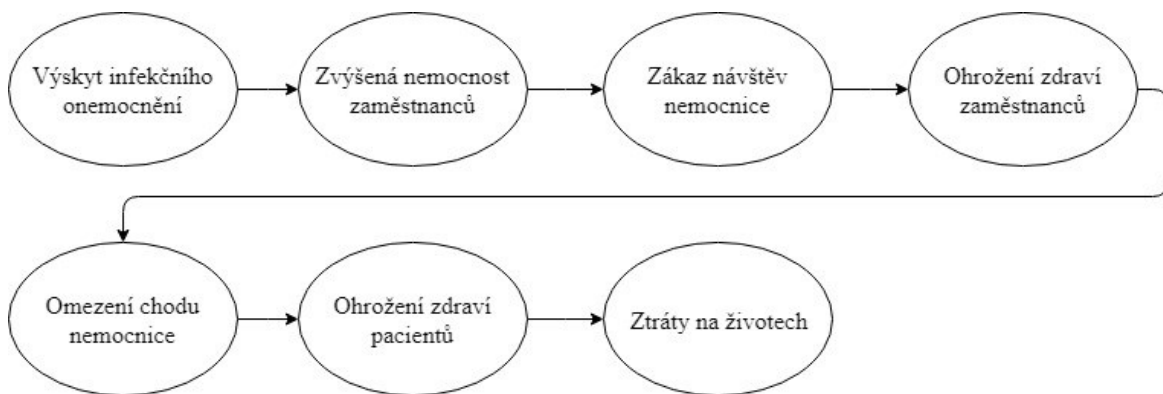 Výskyt infekčního
onemocnění
Zvýšená nemocnost
zaměstnanců
Zákaz návštěv
nemocnice
Ohrožení zdraví
zaměstnanců
Omezení chodu
nemocnice
Ohrožení zdraví
pacientů
Ztráty na životech